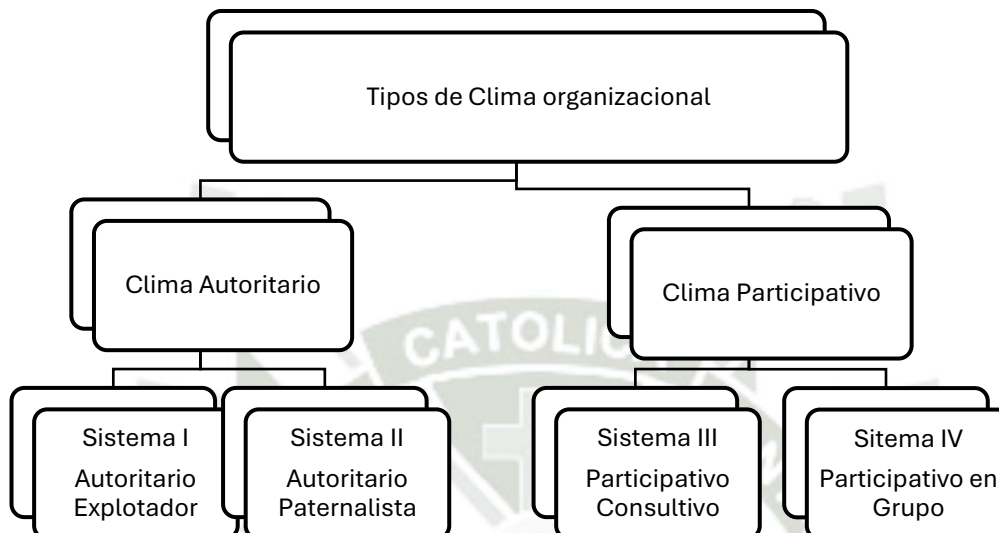 Tipos de Clima organizacional
Clima Autoritario
Clima Participativo
Sistema I
Autoritario
Explotador
Sistema II
Autoritario
Paternalista
Sistema III
Participativo
Consultivo
Sitema IV
Participativo en
Grupo